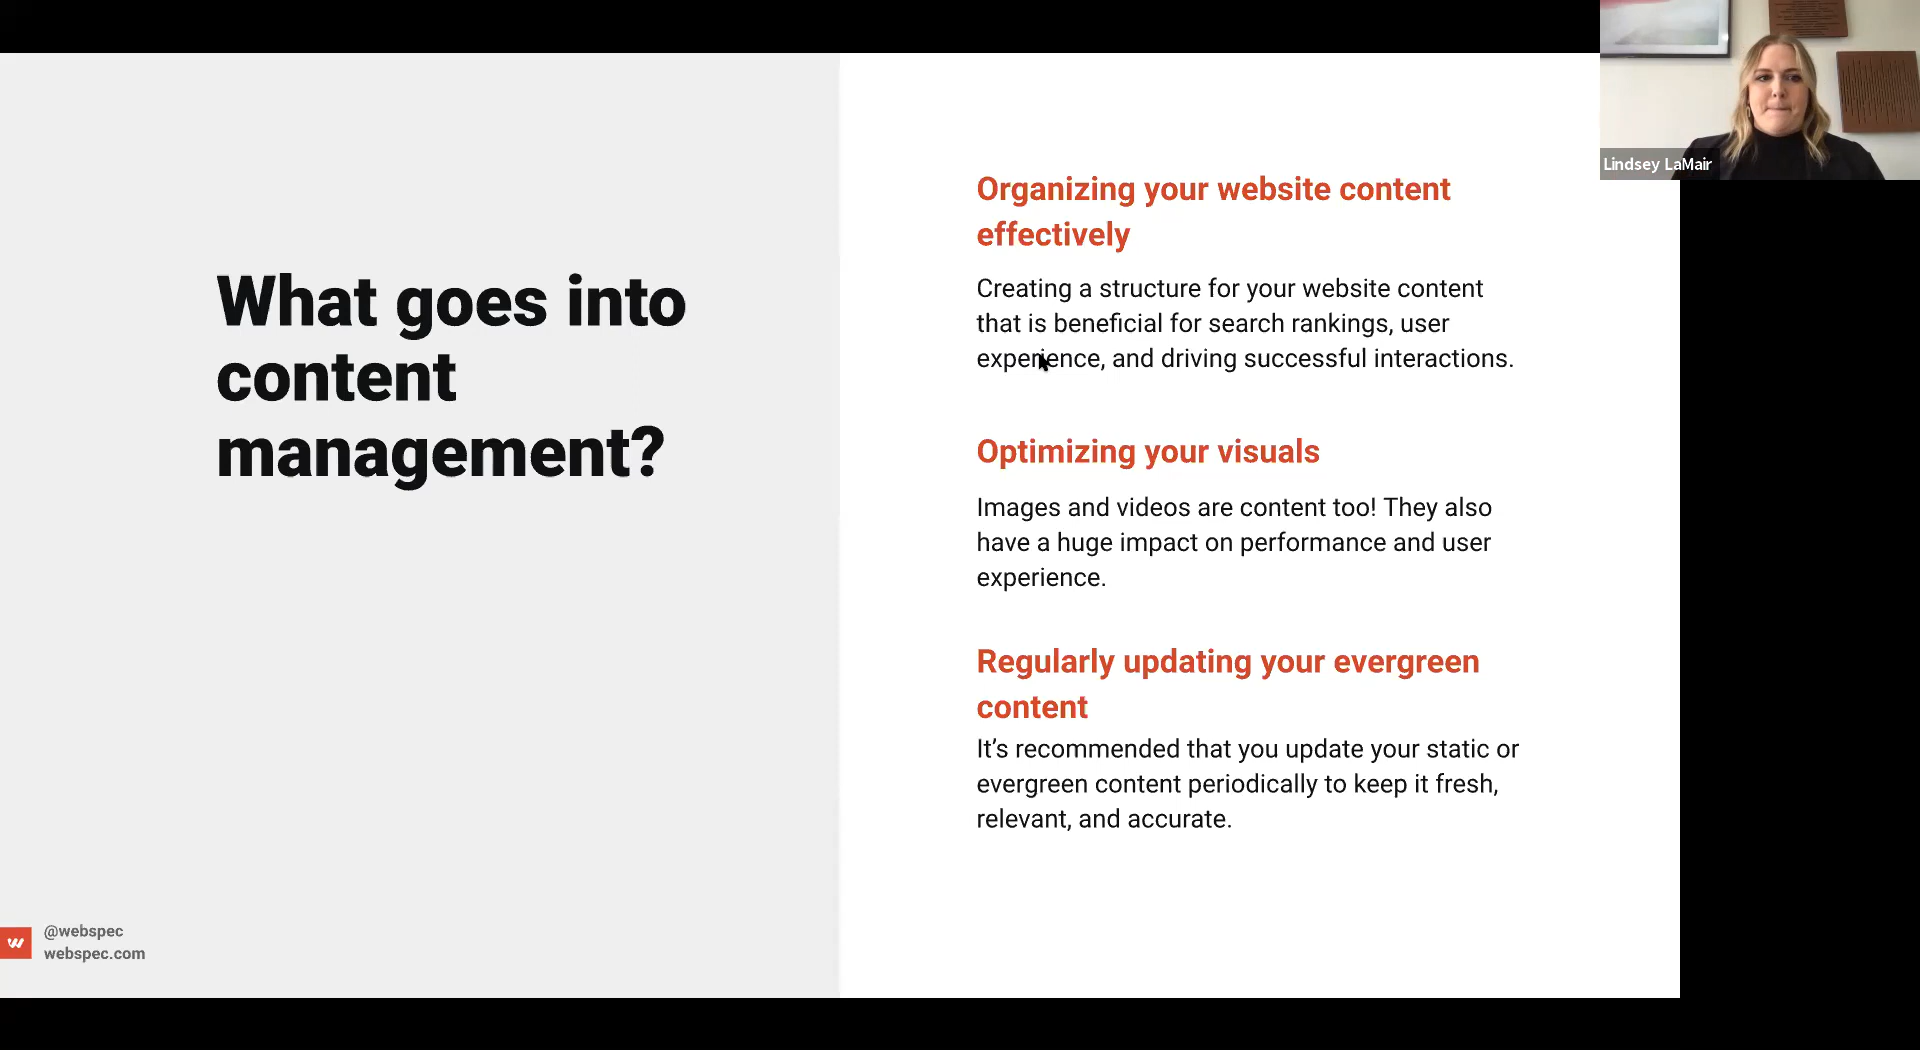 What goes into
content
management?
Organizing your website content
effectively
Creating a structure for your website content
that is beneficial for search rankings, user
experience, and driving successful interactions.
Optimizing your visuals
Images and videos are content too! They also
have a huge impact on performance and user
experience.
Regularly updating your evergreen
content
It’s recommended that you update your static or
evergreen content periodically to keep it fresh,
relevant, and accurate.
@webspec
webspec.com
Lindsey LaMair